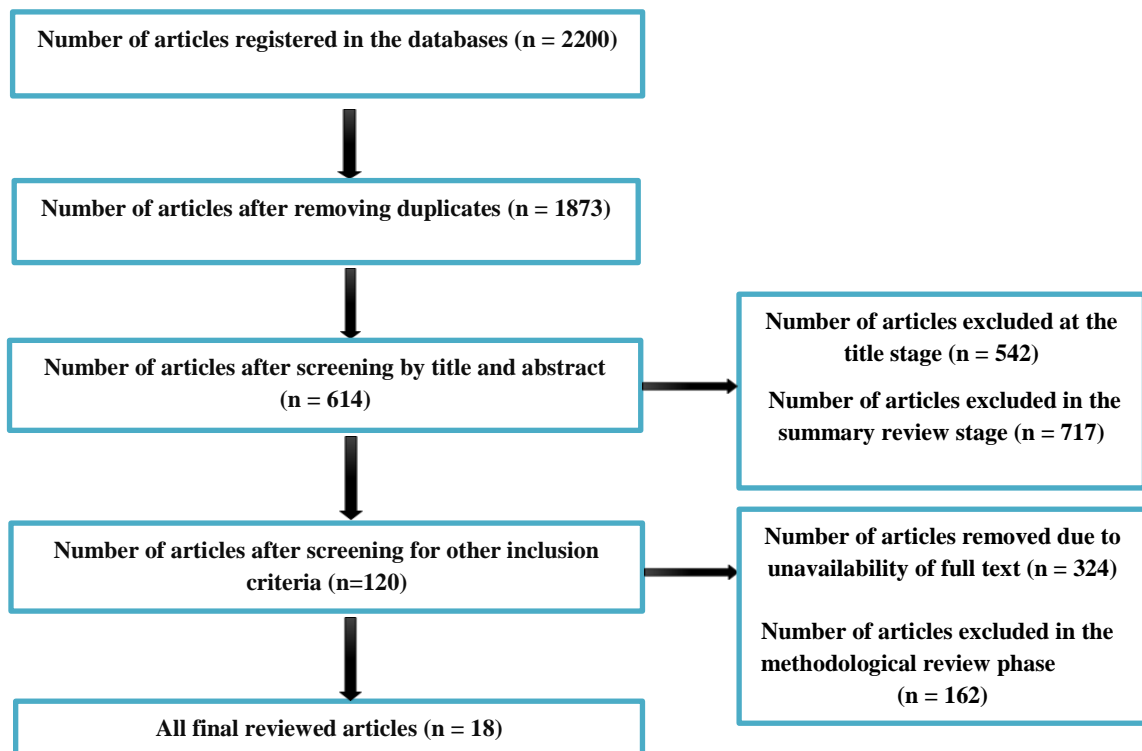 Number of articles registered in the databases (n = 2200)
Number of articles after removing duplicates (n = 1873)
Number of articles after screening by title and abstract
(n = 614)
Number of articles excluded at the
title stage (n = 542)
Number of articles excluded in the
summary review stage (n = 717)
Number of articles after screening for other inclusion
criteria (n=120)
Number of articles removed due to
unavailability of full text (n = 324)
Number of articles excluded in the
methodological review phase
(n = 162)
All final reviewed articles (n = 18)